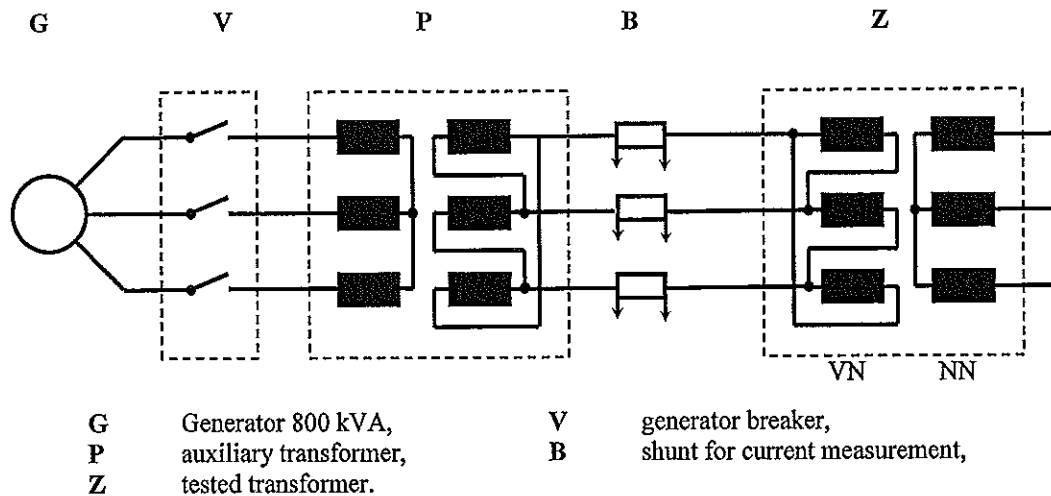 G V P B Z
VN NN
G Generator 800 kVA, V generator breaker,
P auxiliary transformer, B shunt for current measurement,
Z tested transformer.